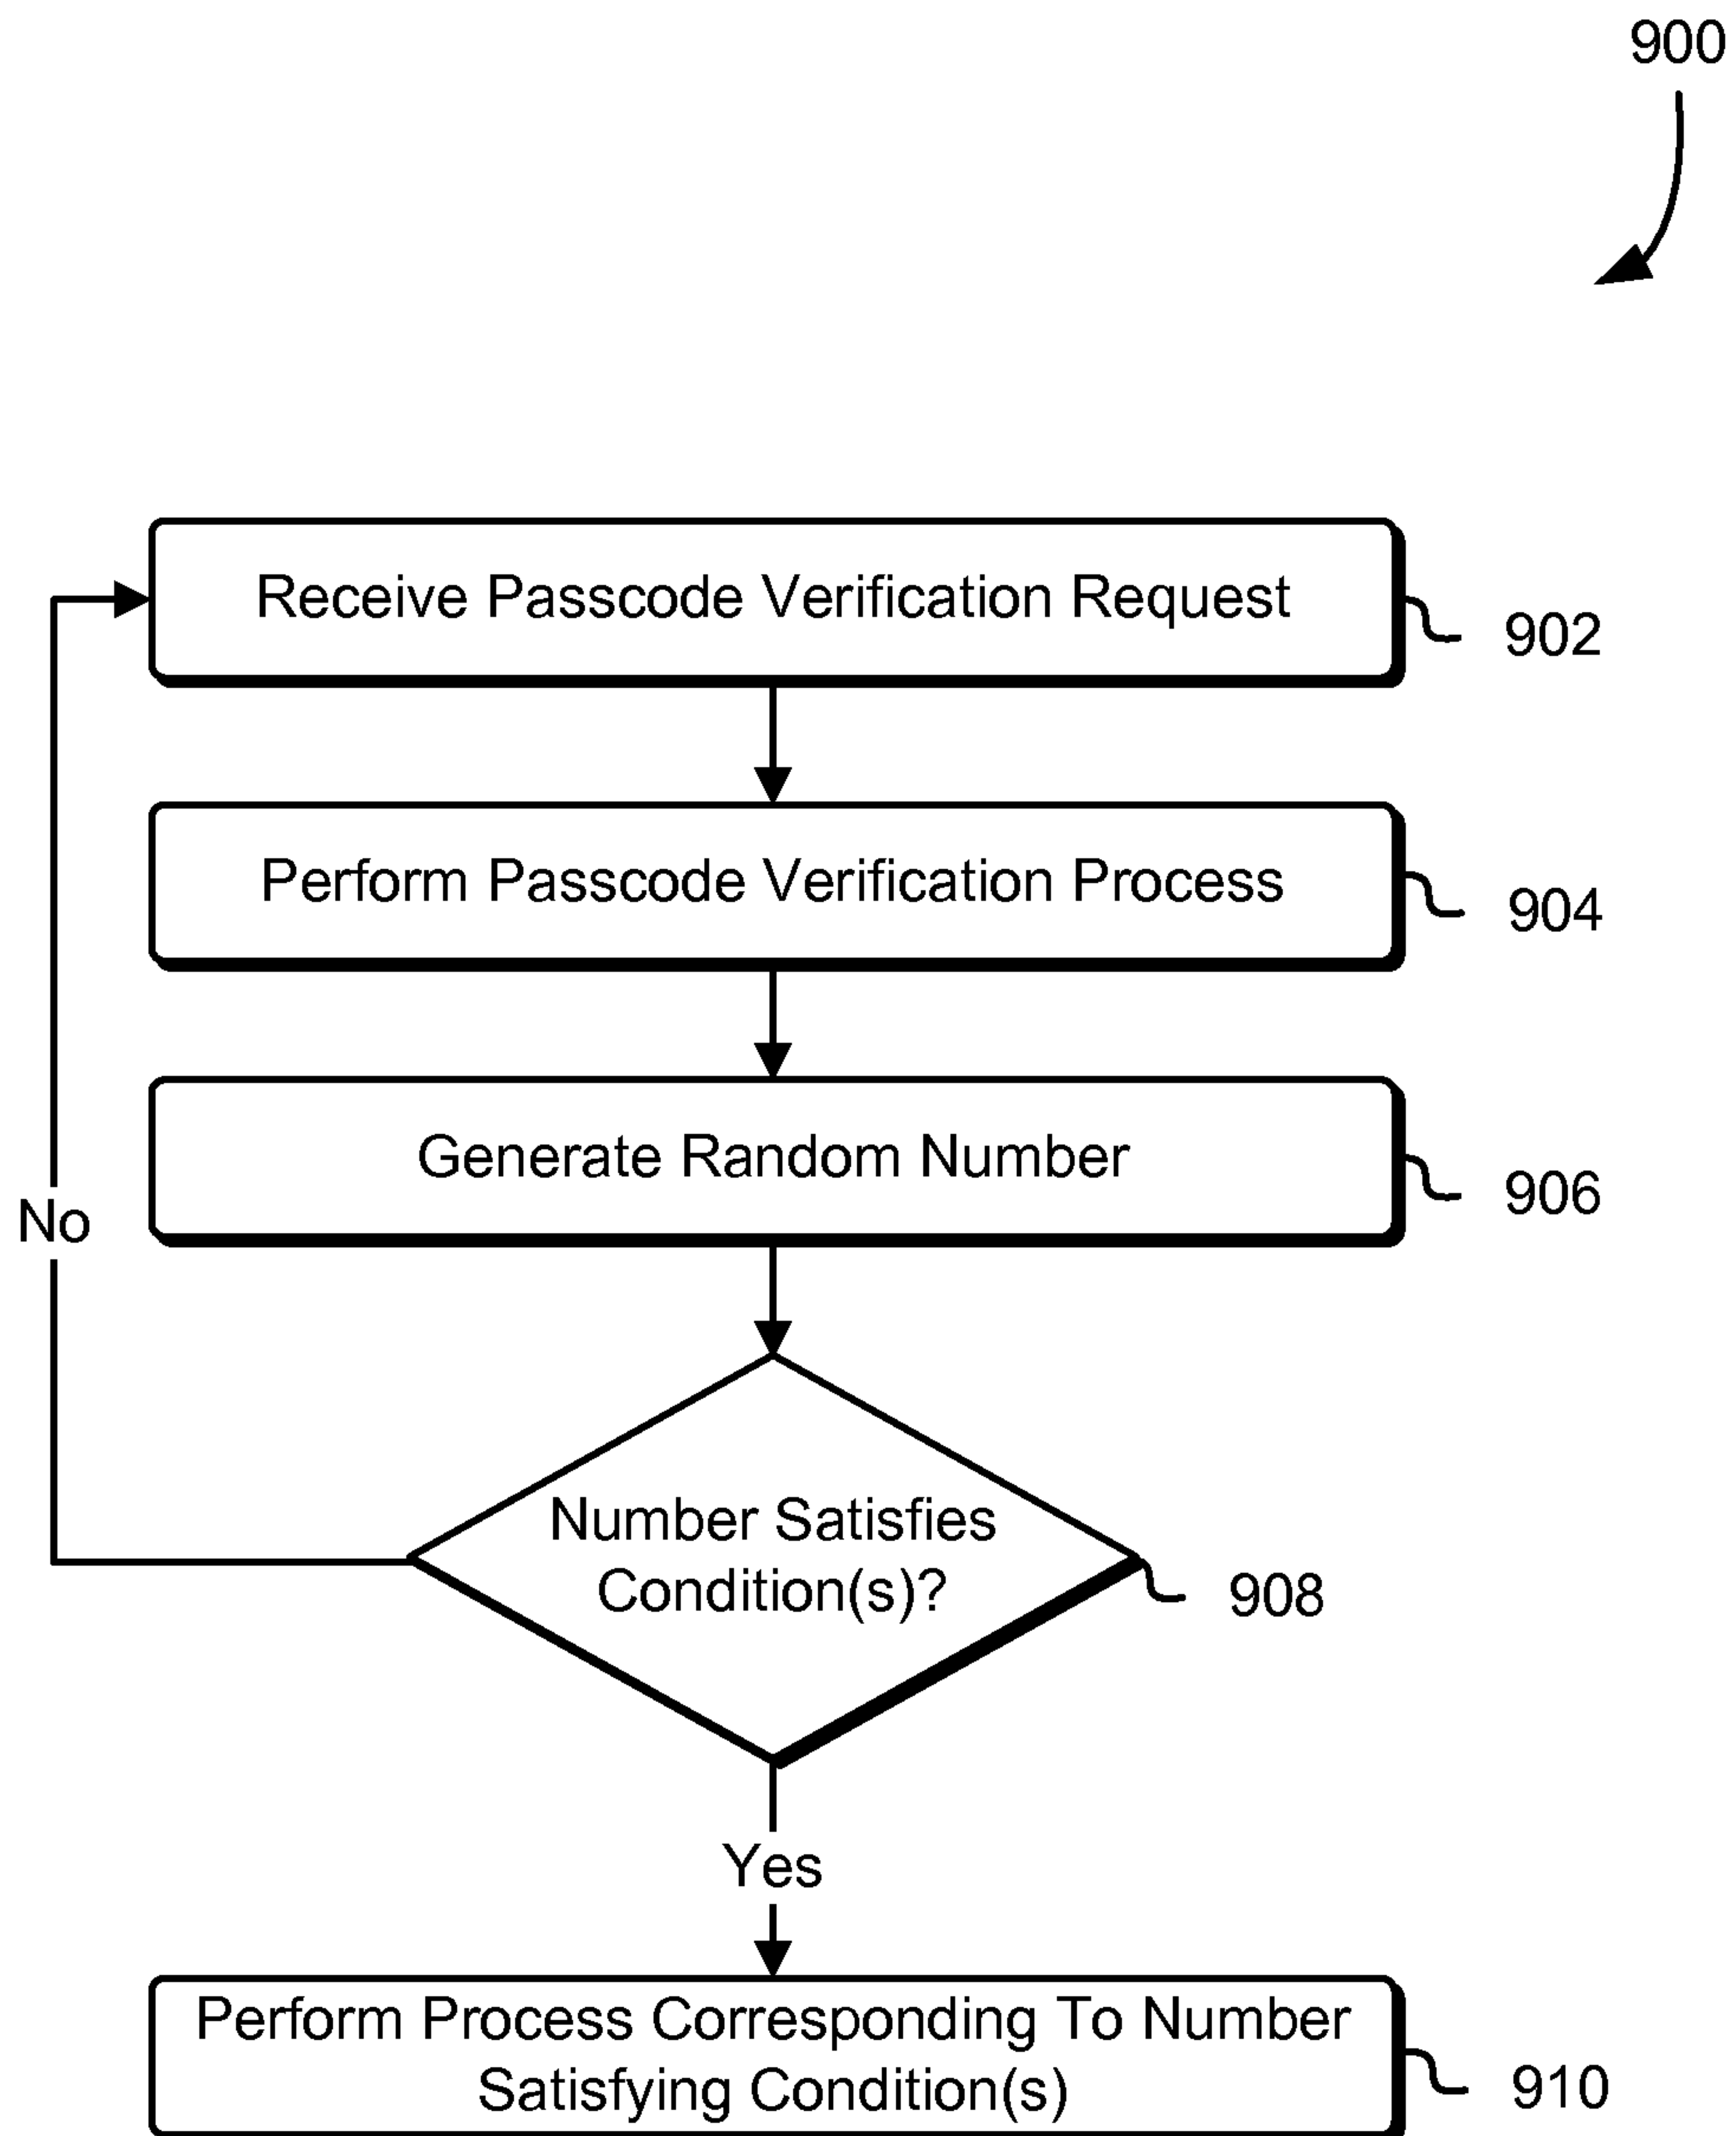 900
Receive Passcode Verification Request
902
Perform Passcode Verification Process
904
Generate Random Number
906
No
Number Satisfies
Condition(s)?
908
Yes
Perform Process Corresponding To Number
Satisfying Condition(s)
910